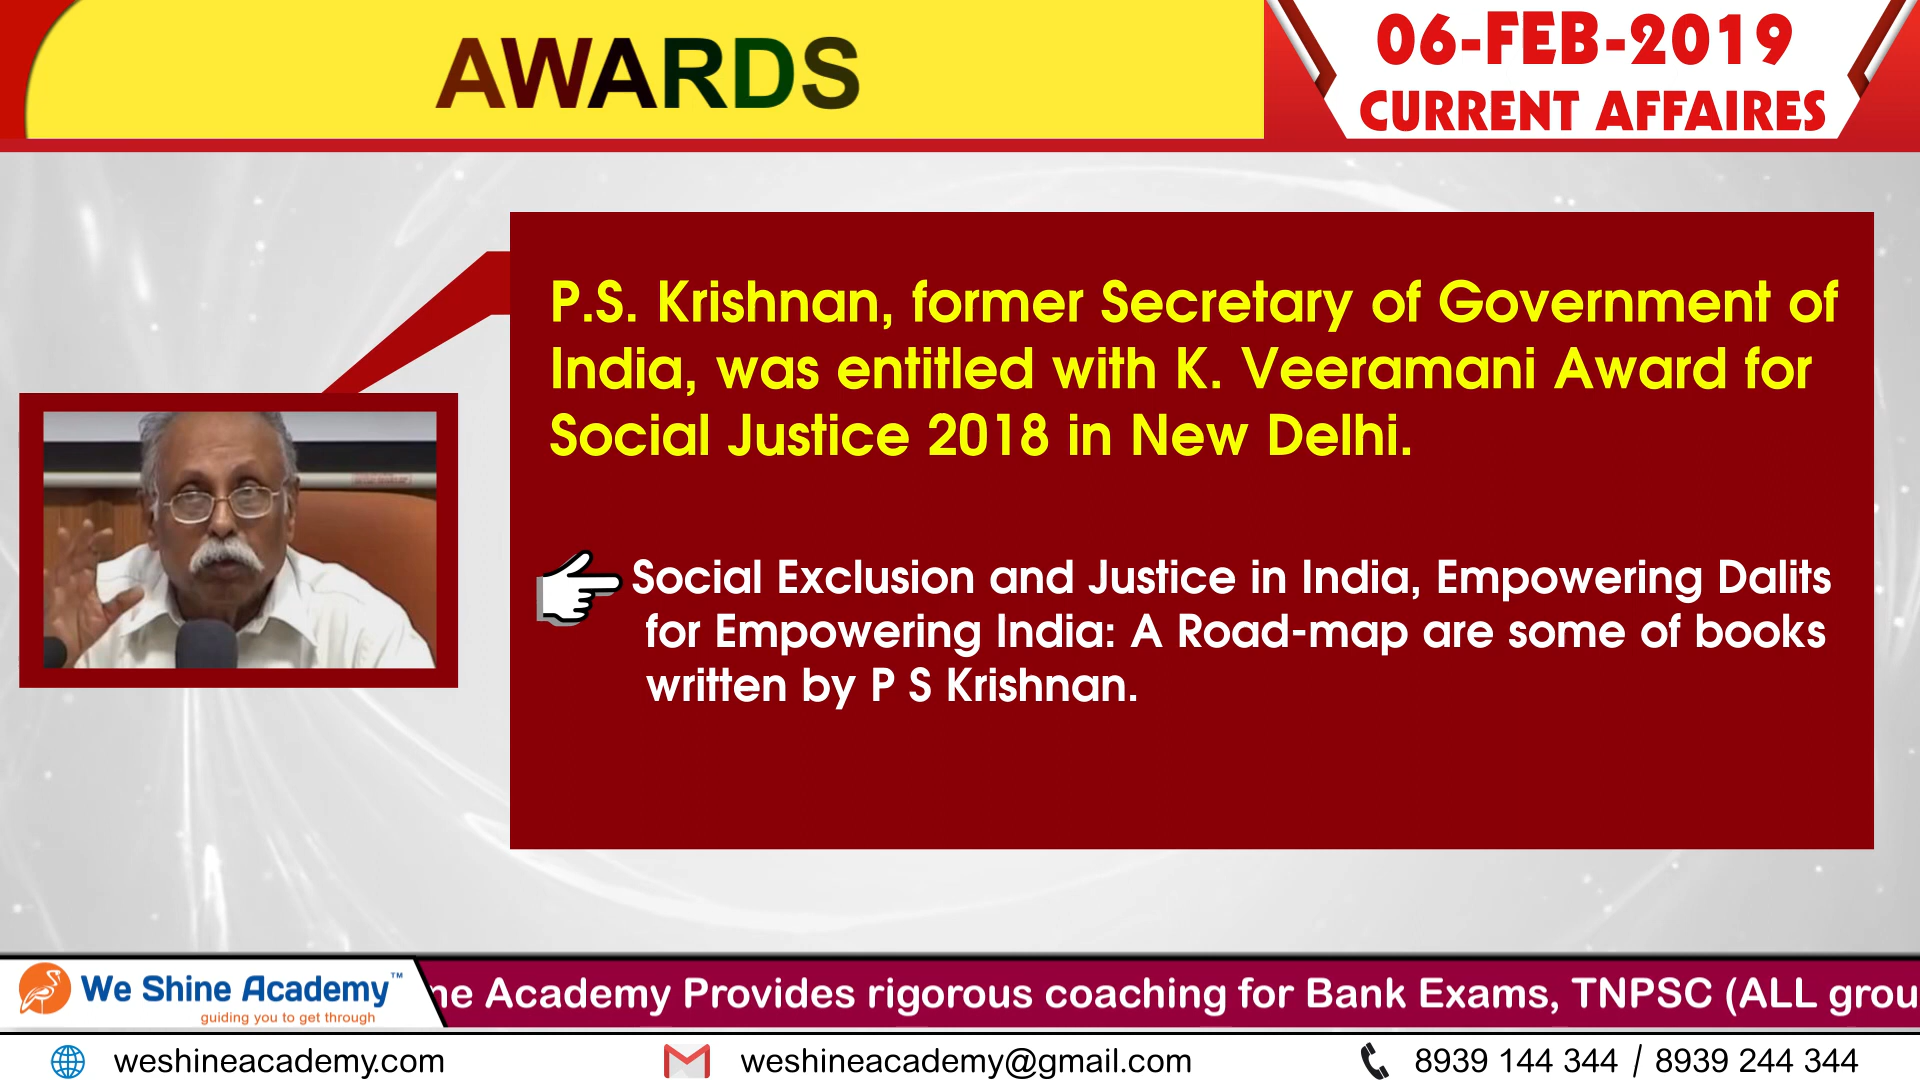 AWARDS
06-FEB-2019
CURRENT AFFAIRES
P.S. Krishnan, former Secretary of Government of
India, was entitled with K. Veeramani Award for
Social Justice 2018 in New Delhi.
Social Exclusion and Justice in India, Empowering Dalits
for Empowering India: A Road-map are some of books
written by P S Krishnan.
We Shine Academy™
guiding you to get through
ne Academy Provides rigorous coaching for Bank Exams, TNPSC (ALL grou
weshineacademy.com
weshineacademy@gmail.com
8939 144 344 / 8939 244 344